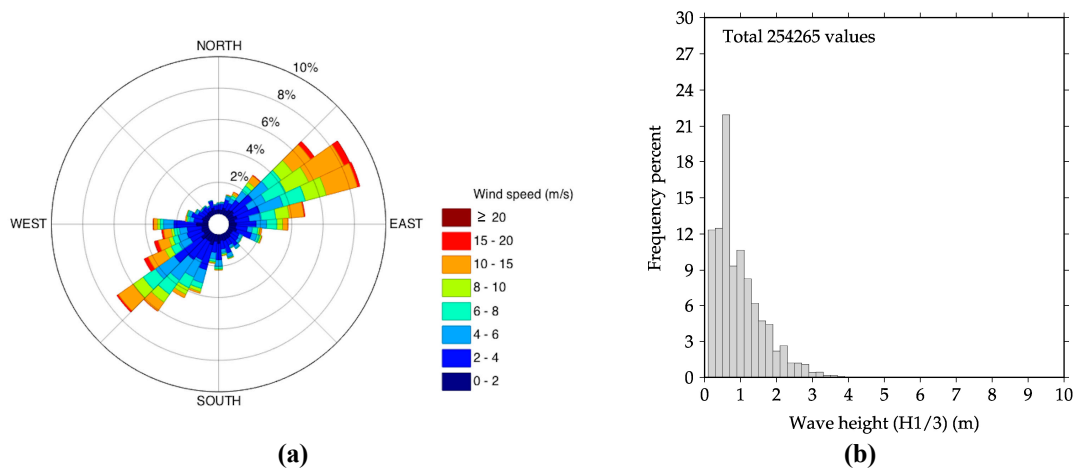 NORTH
10%
8%
6%
4%
2%
WEST
EAST
SOUTH
Wind speed (m/s)
≥ 20
15 - 20
10 - 15
8 - 10
6 - 8
4 - 6
2 - 4
0 - 2
(a)
Total 254265 values
Frequency percent
30
27
24
21
18
15
12
9
6
3
0
0 1 2 3 4 5 6 7 8 9 10
Wave height (H1/3) (m)
(b)